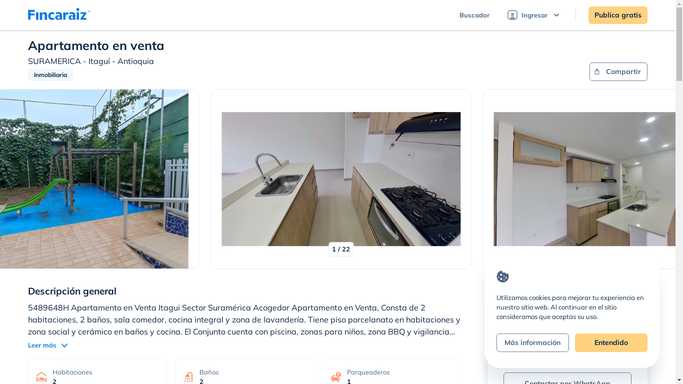 Fincaraiz
Buscador
Ingresar
Publica gratis
Apartamento en venta
SURAMERICA - Itaguí - Antioquia
Inmobiliaria
Compartir
1 / 22
Descripción general
5489648H Apartamento en Venta Itagui Sector Suramérica Acogedor Apartamento en Venta, Consta de 2
habitaciones, 2 baños, sala comedor, cocina integral y zona de lavandería. Tiene piso porcelanato en habitaciones y
zona social y cerámico en baños y cocina. El Conjunto cuenta con piscina, zonas para niños, zona BBQ y vigilancia...
Leer más
Habitaciones
2
Baños
2
Parqueaderos
1
Utilizamos cookies para mejorar tu experiencia en
nuestro sitio web. Al continuar en el sitio
consideramos que aceptas su uso.
Más información
Entendido
Contactar por WhatsApp